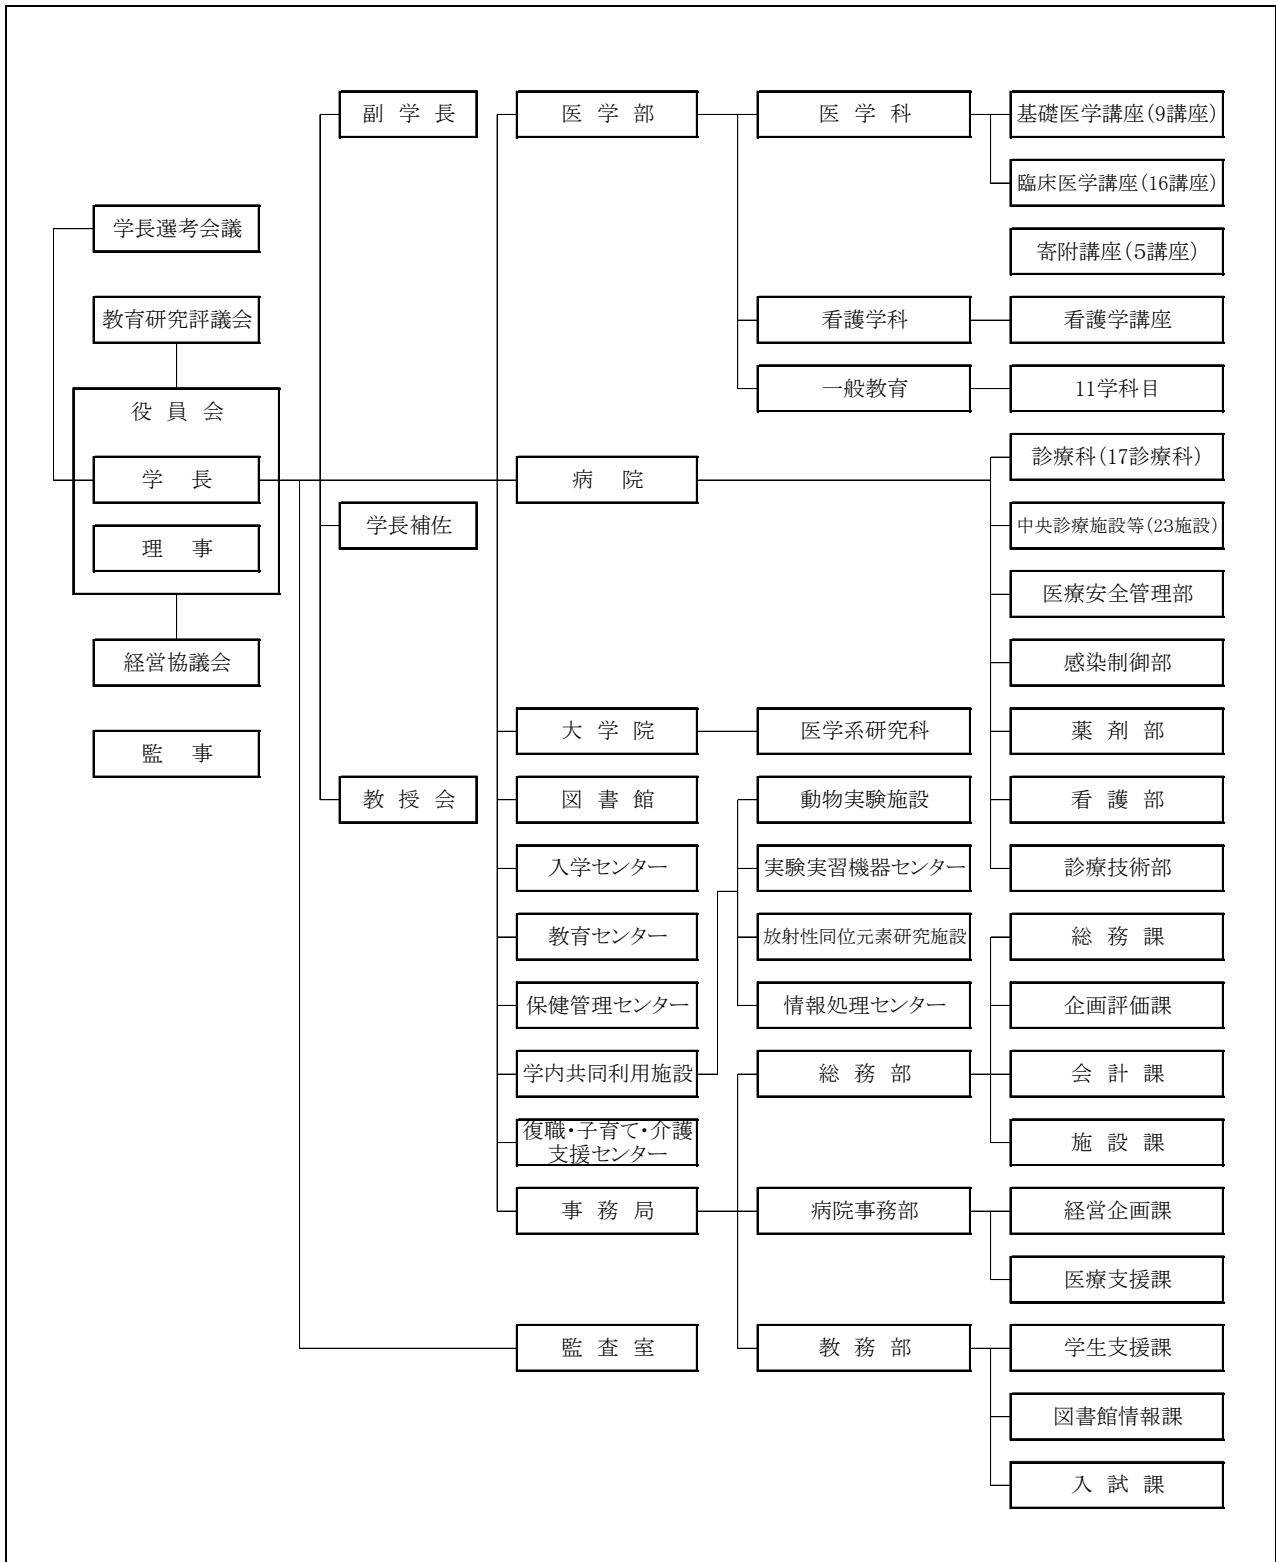 副学長
医学部
医学科
基礎医学講座(9講座)
臨床医学講座(16講座)
学長選考会議
寄附講座(5講座)
教育研究評議会
看護学科
看護学講座
役員会
一般教育
11学科目
診療科(17診療科)
学長
病院
学長補佐
中央診療施設等(23施設)
理事
医療安全管理部
経営協議会
感染制御部
監事
大学院
医学系研究科
薬剤部
教授会
図書館
動物実験施設
看護部
入学センター
実験実習機器センター
診療技術部
教育センター
放射性同位元素研究施設
総務課
保健管理センター
情報処理センター
企画評価課
学内共同利用施設
総務部
会計課
復職・子育て・介護
支援センター
施設課
事務局
病院事務部
経営企画課
医療支援課
監査室
教務部
学生支援課
図書館情報課
入試課